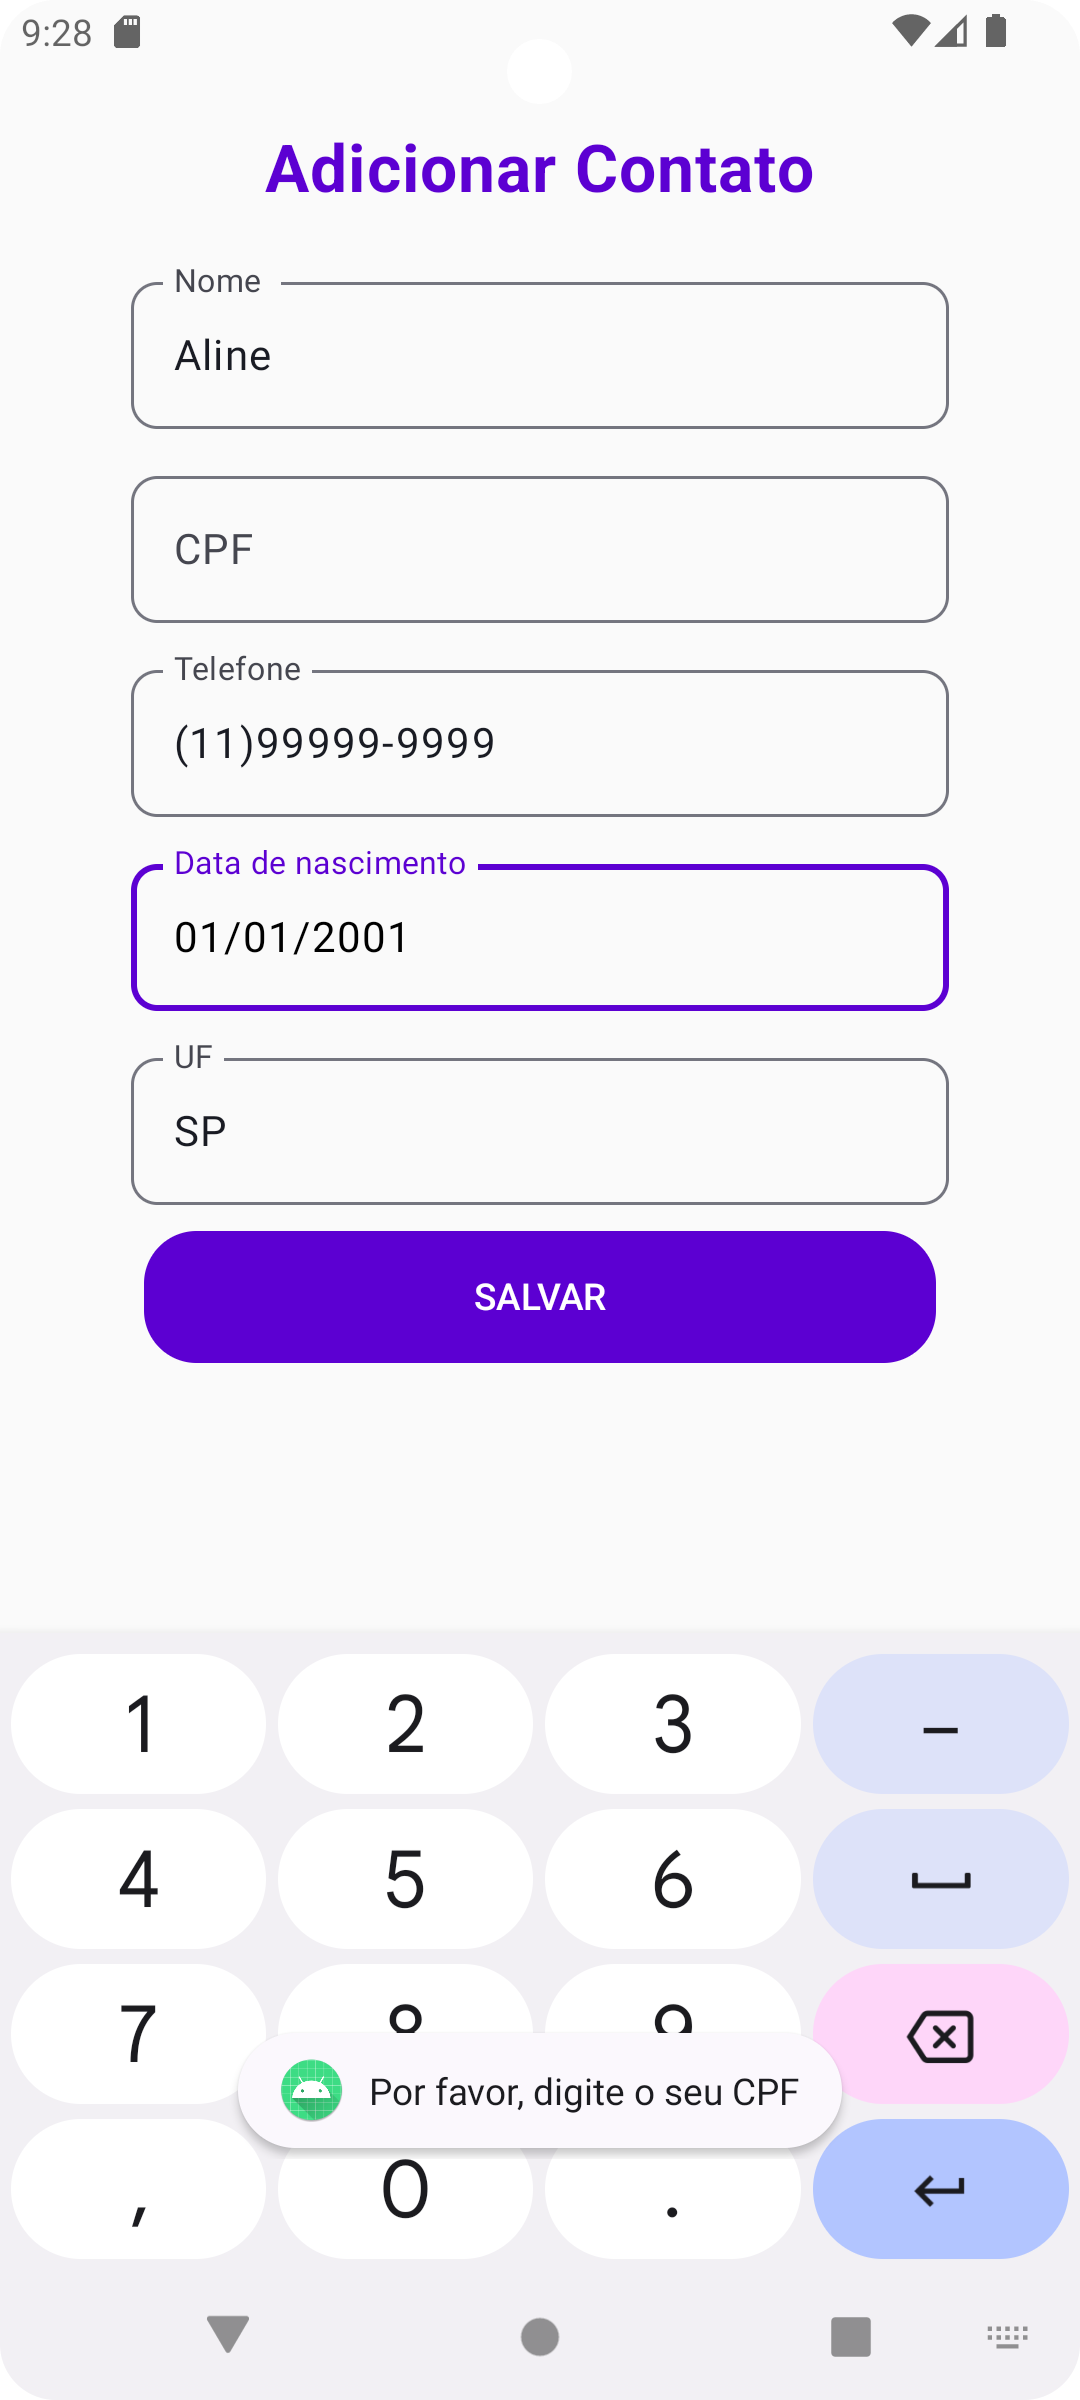 9:28
Adicionar Contato
Nome
Aline
CPF
Telefone
(11)99999-9999
Data de nascimento
01/01/2001
UF
SP
SALVAR
1 2 3 –
4 5 6
7 8 9
Por favor, digite o seu CPF
, 0 .